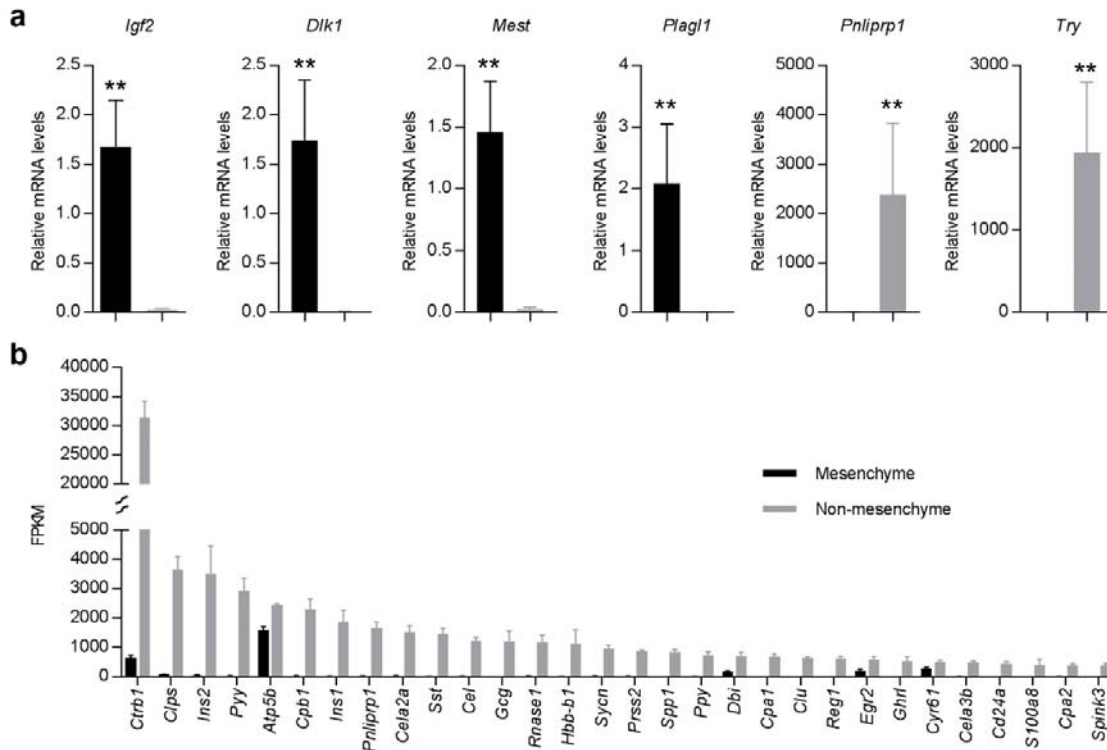 a
Igf2 Dlk1 Mest Plagl1 Pnliprp1 Try
** ** ** ** ** **
Relative mRNA levels
2.5
2.0
1.5
1.0
0.5
0.0
Relative mRNA levels
2.5
2.0
1.5
1.0
0.5
0.0
Relative mRNA levels
2.0
1.5
1.0
0.5
0.0
Relative mRNA levels
4
3
2
1
0
Relative mRNA levels
5000
4000
3000
2000
1000
0
Relative mRNA levels
3000
2000
1000
0
b
FPKM
40000
35000
30000
25000
20000
5000
4000
3000
2000
1000
0
Mesenchyme
Non-mesenchyme
Ctrb1
Clps
Ins2
Pyy
Atp5b
Cpb1
Ins1
Pnliprp1
Cela2a
Sst
Cel
Gcg
Rnase1
Hbb-b1
Sycn
Prss2
Spp1
Ppy
Dbi
Cpa1
Clu
Reg1
Egr2
Ghrl
Cyr61
Cela3b
Cd24a
S100a8
Cpa2
Spink3